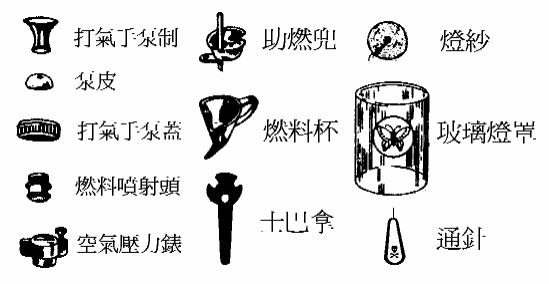 打氣手泵制
泵皮
打氣手泵蓋
燃料噴射頭
空氣壓力錶
助燃兜
燃料杯
士巴拿
燈紗
玻璃燈罩
通針